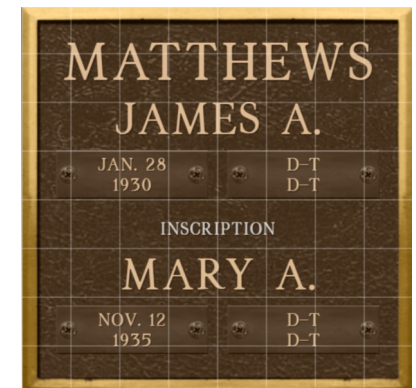 MATTHEWS
JAMES A.
JAN. 28 D-T
1930 D-T
INSCRIPTION
MARY A.
NOV. 12 D-T
1935 D-T